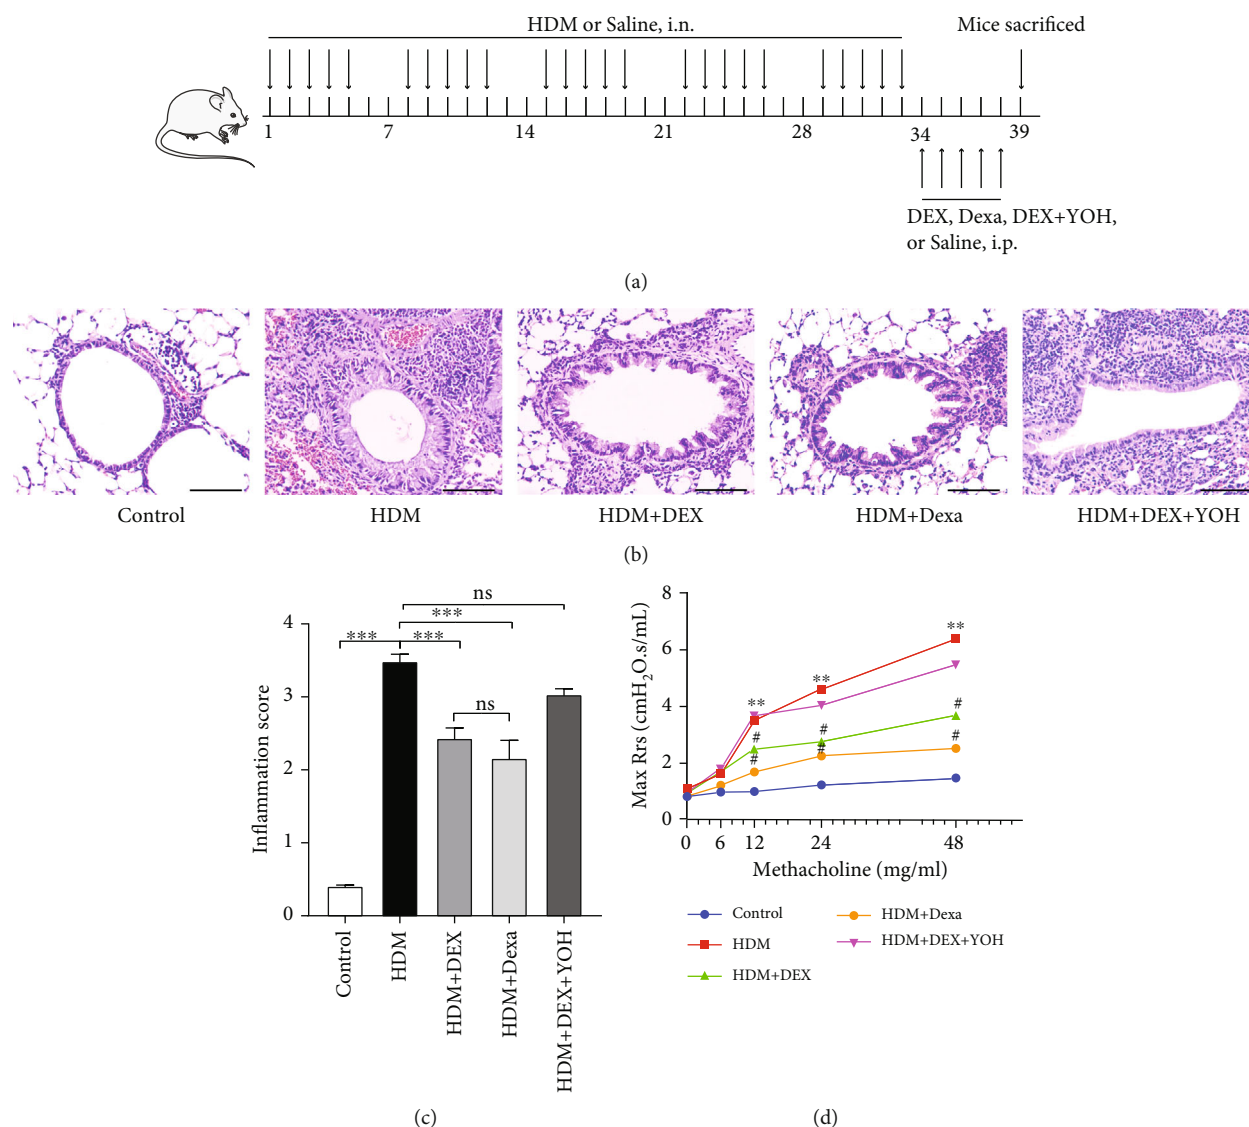 HDM or Saline, i.n.
Mice sacrificed
1 7 14 21 28 34 39
DEX, Dexa, DEX+YOH,
or Saline, i.p.
(a)
Control HDM HDM+DEX HDM+Dexa HDM+DEX+YOH
(b)
Inflammation score
4
3
2
1
0
ns
***
*** ***
ns
Control
HDM
HDM+DEX
HDM+Dexa
HDM+DEX+YOH
(c)
Max Rrs (cmH₂O.s/mL)
8
6
4
2
0
**
**
**
#
#
#
#
#
#
0 6 12 24 48
Methacholine (mg/ml)
Control
HDM
HDM+DEX
HDM+Dexa
HDM+DEX+YOH
(d)